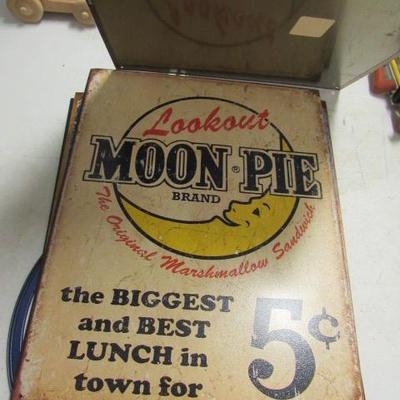 Lookout
MOON PIE
®
BRAND
The Original Marshmallow Sandwich
the BIGGEST
and BEST
LUNCH in
town for
5¢